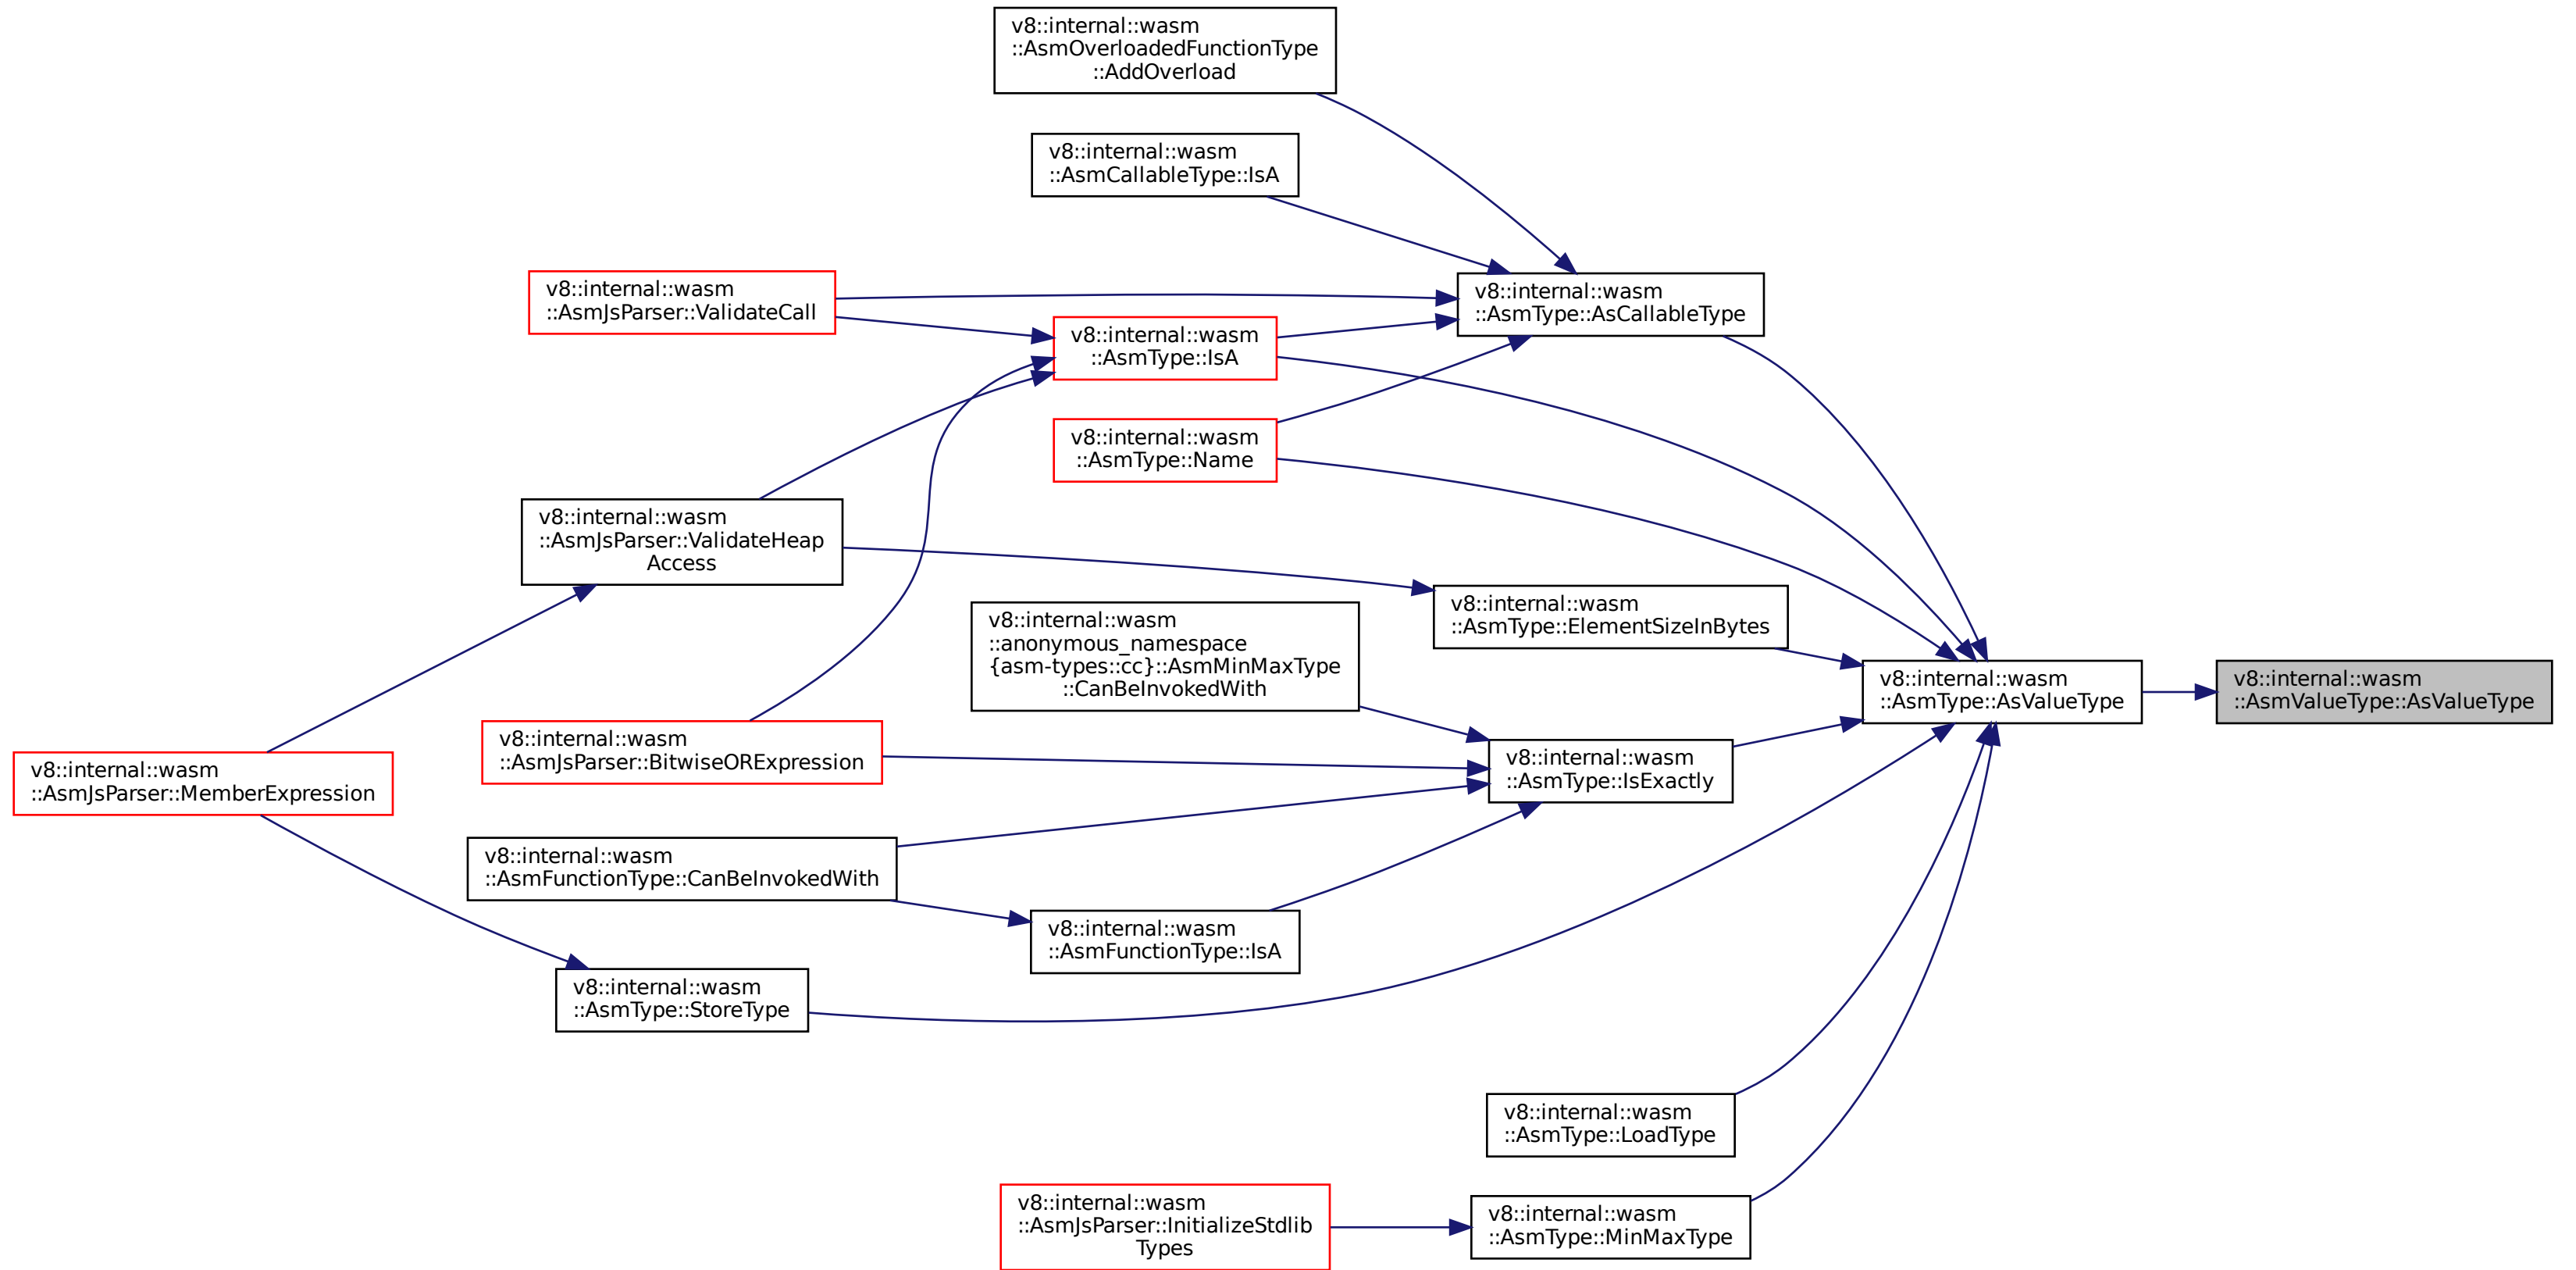 v8::internal::wasm
::AsmOverloadedFunctionType
::AddOverload
v8::internal::wasm
::AsmCallableType::IsA
v8::internal::wasm
::AsmJsParser::ValidateCall
v8::internal::wasm
::AsmType::AsCallableType
v8::internal::wasm
::AsmType::IsA
v8::internal::wasm
::AsmType::Name
v8::internal::wasm
::AsmJsParser::ValidateHeap
Access
v8::internal::wasm
::AsmType::ElementSizeInBytes
v8::internal::wasm
::anonymous_namespace
{asm-types::cc}::AsmMinMaxType
::CanBeInvokedWith
v8::internal::wasm
::AsmType::AsValueType
v8::internal::wasm
::AsmValueType::AsValueType
v8::internal::wasm
::AsmJsParser::BitwiseORExpression
v8::internal::wasm
::AsmType::IsExactly
v8::internal::wasm
::AsmJsParser::MemberExpression
v8::internal::wasm
::AsmFunctionType::CanBeInvokedWith
v8::internal::wasm
::AsmFunctionType::IsA
v8::internal::wasm
::AsmType::StoreType
v8::internal::wasm
::AsmType::LoadType
v8::internal::wasm
::AsmJsParser::InitializeStdlib
Types
v8::internal::wasm
::AsmType::MinMaxType